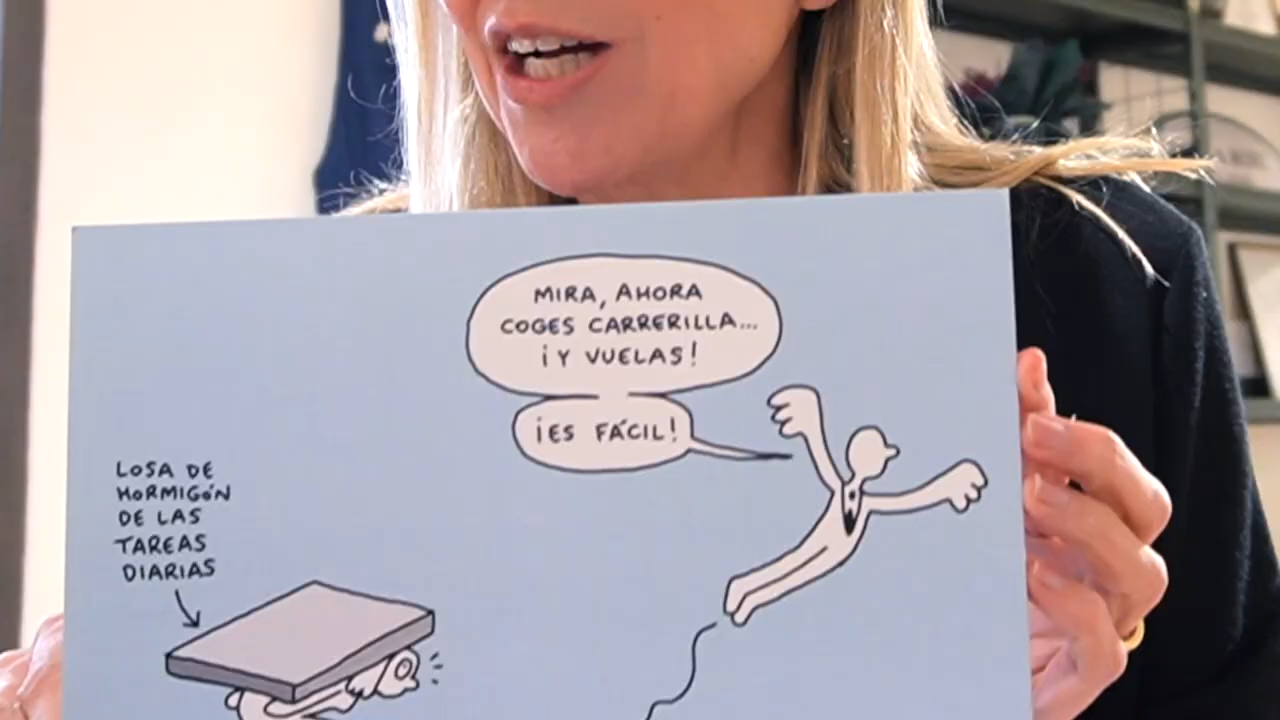 MIRA, AHORA
COGES CARRERILLA...
¡Y VUELAS!
¡ES FÁCIL!
LOSA DE
HORMIGÓN
DE LAS
TAREAS
DIARIAS